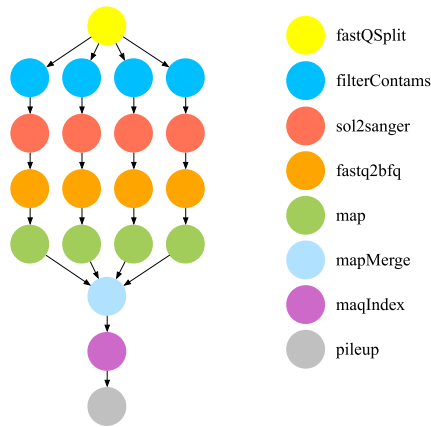 fastQSplit
filterContams
sol2sanger
fastq2bfq
map
mapMerge
maqIndex
pileup